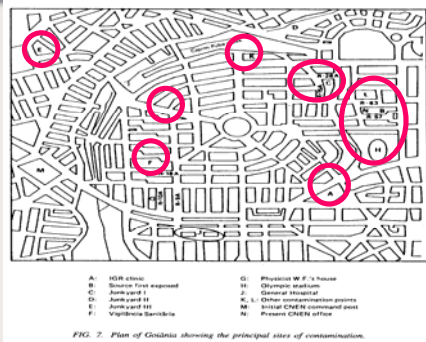 E
K
H
F
M
A
A: IGR clinic
B: Source first exposed
C: Junkyard I
D: Junkyard II
E: Junkyard III
F: Vigilância Sanitária
G: Physicist W.F.'s house
H: Olympic stadium
J: General Hospital
K, L: Other contamination points
M: Initial CNEN command post
N: Present CNEN office
FIG. 7. Plan of Goiânia showing the principal sites of contamination.